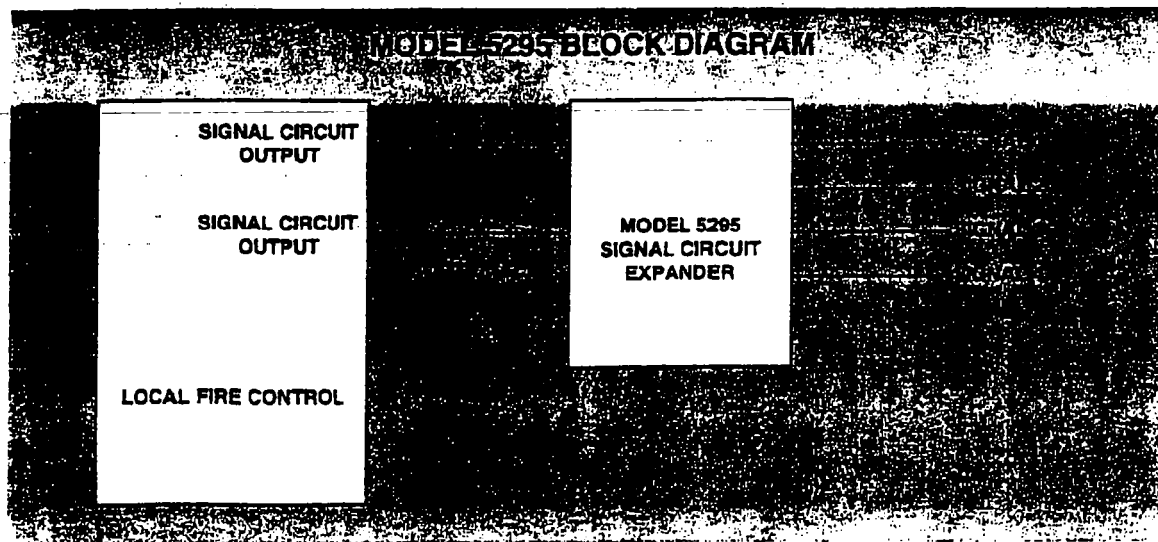 MODEL 5295 BLOCK DIAGRAM
SIGNAL CIRCUIT
OUTPUT
SIGNAL CIRCUIT
OUTPUT
LOCAL FIRE CONTROL
MODEL 5295
SIGNAL CIRCUIT
EXPANDER